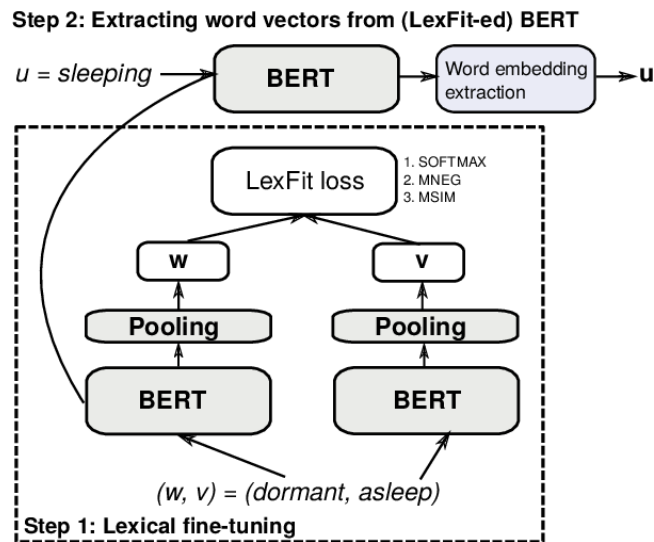 Step 2: Extracting word vectors from (LexFit-ed) BERT
u = sleeping
BERT
Word embedding
extraction
u
LexFit loss
1. SOFTMAX
2. MNEG
3. MSIM
w
v
Pooling
Pooling
BERT
BERT
(w, v) = (dormant, asleep)
Step 1: Lexical fine-tuning